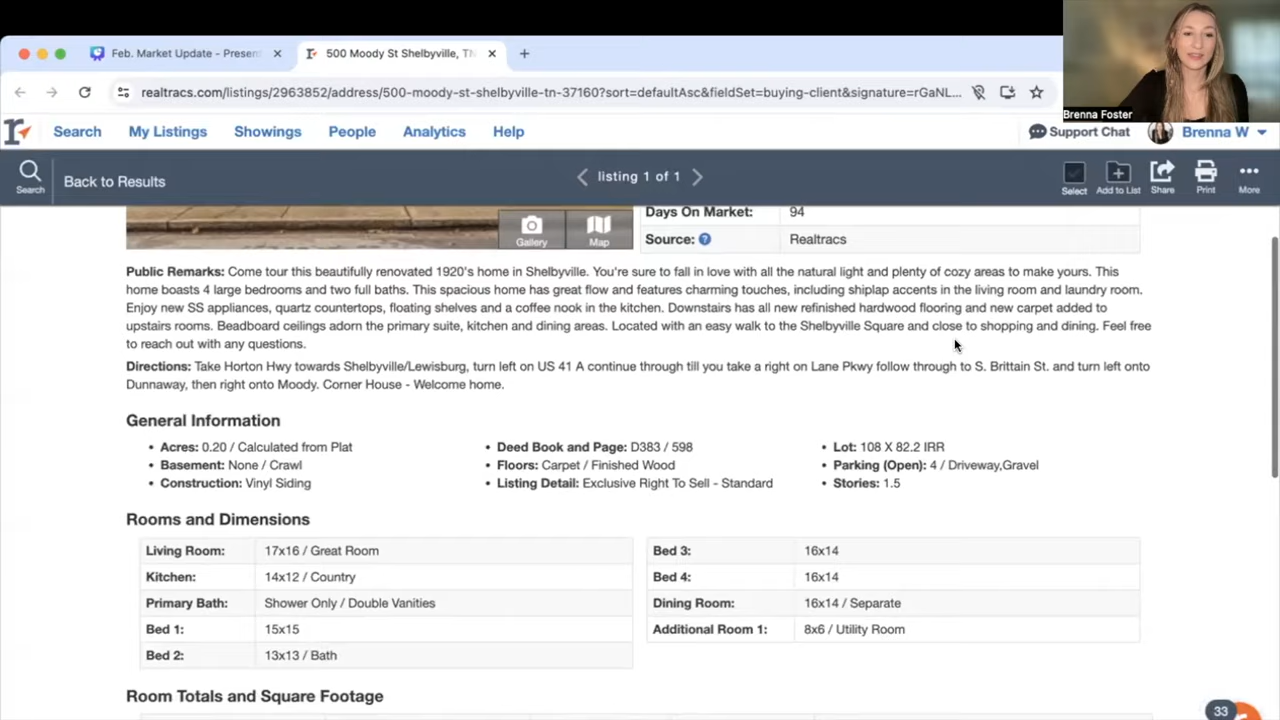 Feb. Market Update - Presen
500 Moody St Shelbyville, TN
realtracs.com/listings/2963852/address/500-moody-st-shelbyville-tn-37160?sort=defaultAsc&fieldSet=buying-client&signature=rGaNL...
Brenna Foster
Search My Listings Showings People Analytics Help
Support Chat Brenna W
Search
Back to Results
listing 1 of 1
Select Add to List Share Print More
Gallery Map
Days On Market: 94
Source: ? Realtracs
Public Remarks: Come tour this beautifully renovated 1920's home in Shelbyville. You're sure to fall in love with all the natural light and plenty of cozy areas to make yours. This
home boasts 4 large bedrooms and two full baths. This spacious home has great flow and features charming touches, including shiplap accents in the living room and laundry room.
Enjoy new SS appliances, quartz countertops, floating shelves and a coffee nook in the kitchen. Downstairs has all new refinished hardwood flooring and new carpet added to
upstairs rooms. Beadboard ceilings adorn the primary suite, kitchen and dining areas. Located with an easy walk to the Shelbyville Square and close to shopping and dining. Feel free
to reach out with any questions.
Directions: Take Horton Hwy towards Shelbyville/Lewisburg, turn left on US 41 A continue through till you take a right on Lane Pkwy follow through to S. Brittain St. and turn left onto
Dunnaway, then right onto Moody. Corner House - Welcome home.
General Information
• Acres: 0.20 / Calculated from Plat
• Basement: None / Crawl
• Construction: Vinyl Siding
• Deed Book and Page: D383 / 598
• Floors: Carpet / Finished Wood
• Listing Detail: Exclusive Right To Sell - Standard
• Lot: 108 X 82.2 IRR
• Parking (Open): 4 / Driveway,Gravel
• Stories: 1.5
Rooms and Dimensions
Living Room: 17x16 / Great Room
Kitchen: 14x12 / Country
Primary Bath: Shower Only / Double Vanities
Bed 1: 15x15
Bed 2: 13x13 / Bath
Bed 3: 16x14
Bed 4: 16x14
Dining Room: 16x14 / Separate
Additional Room 1: 8x6 / Utility Room
Room Totals and Square Footage
33